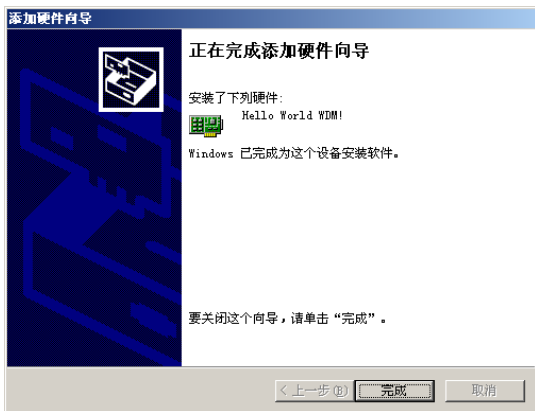 添加硬件向导
正在完成添加硬件向导
安装了下列硬件:
Hello World WDM!
Windows 已完成为这个设备安装软件。
要关闭这个向导，请单击“完成”。
< 上一步(B)
完成
取消